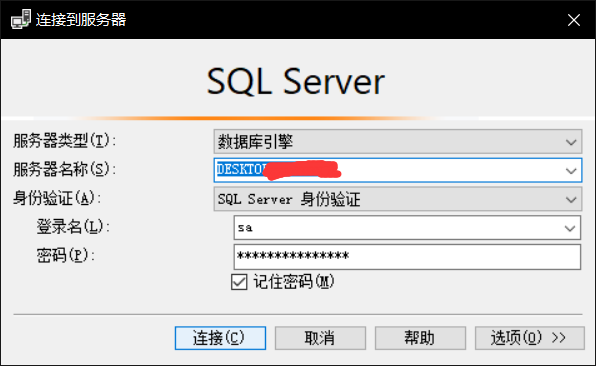 连接到服务器
SQL Server
服务器类型(T):
数据库引擎
服务器名称(S):
身份验证(A):
SQL Server 身份验证
登录名(L):
sa
密码(P):
***************
记住密码(M)
连接(C)
取消
帮助
选项(O) >>